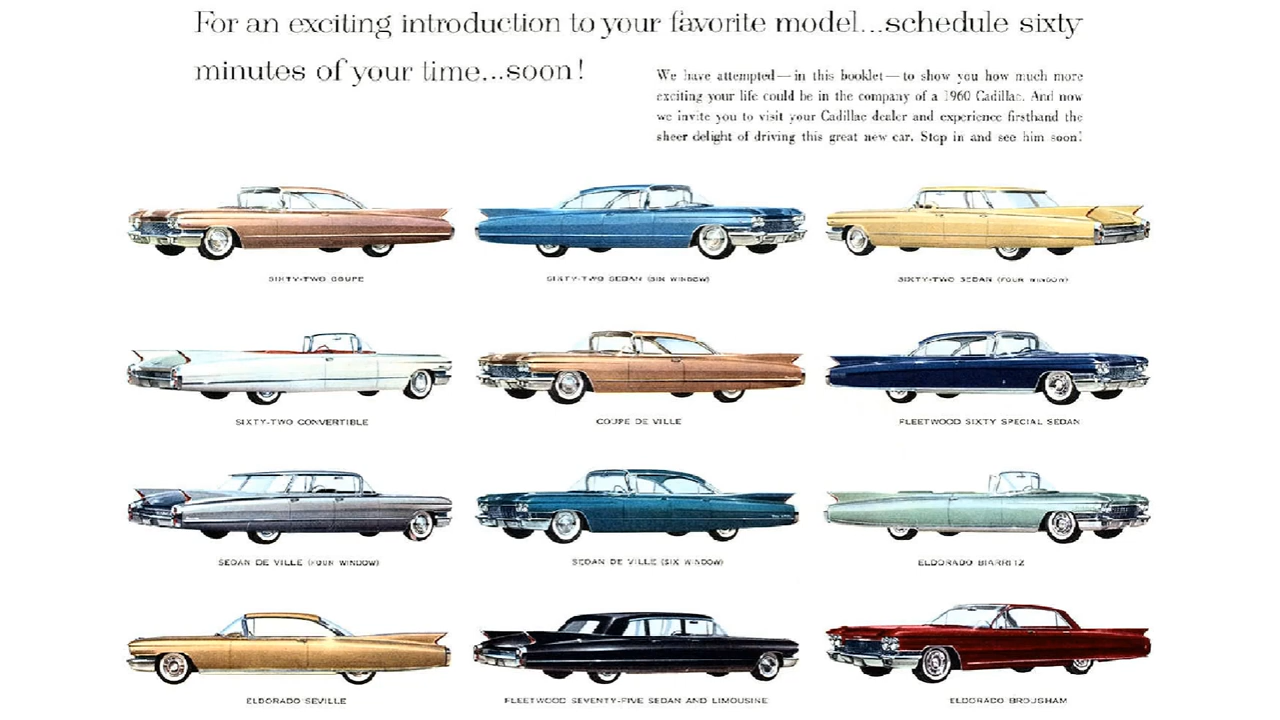 For an exciting introduction to your favorite model...schedule sixty
minutes of your time...soon!
We have attempted—in this booklet—to show you how much more
exciting your life could be in the company of a 1960 Cadillac. And now
we invite you to visit your Cadillac dealer and experience firsthand the
sheer delight of driving this great new car. Stop in and see him soon!
SIXTY-TWO COUPE
SIXTY-TWO SEDAN (SIX WINDOW)
SIXTY-TWO SEDAN (FOUR WINDOW)
SIXTY-TWO CONVERTIBLE
COUPE DE VILLE
FLEETWOOD SIXTY SPECIAL SEDAN
SEDAN DE VILLE (FOUR WINDOW)
SEDAN DE VILLE (SIX WINDOW)
ELDORADO BIARRITZ
ELDORADO SEVILLE
FLEETWOOD SEVENTY-FIVE SEDAN AND LIMOUSINE
ELDORADO BROUGHAM